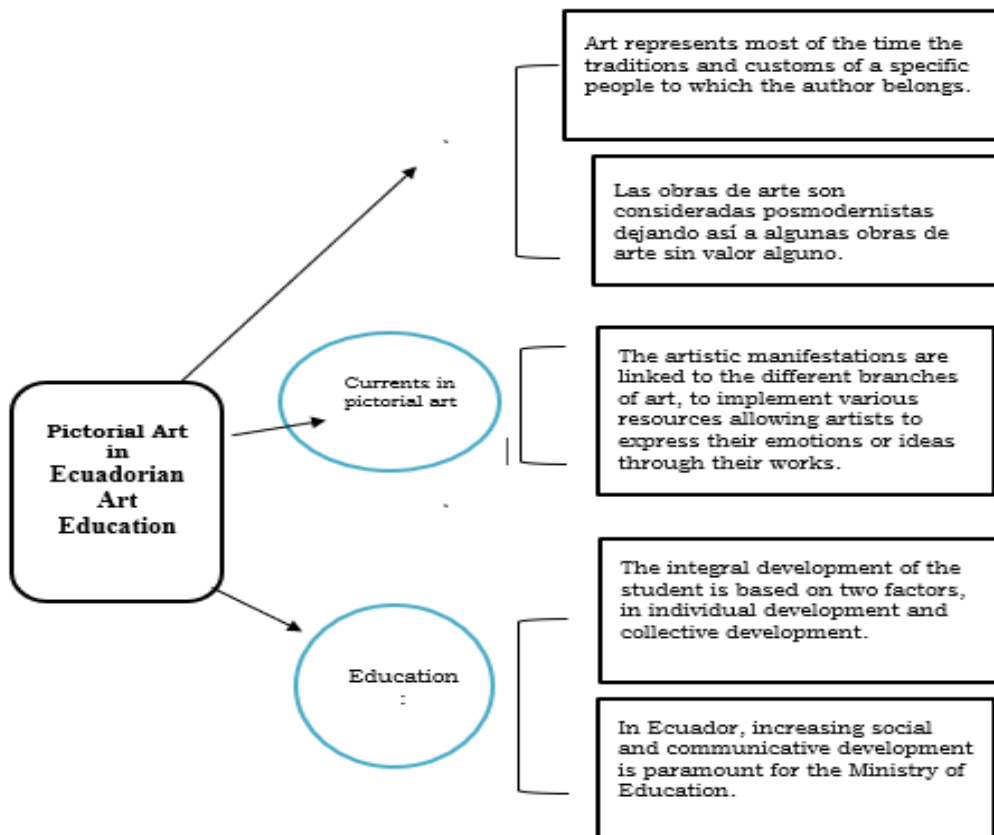 Art represents most of the time the
traditions and customs of a specific
people to which the author belongs.
Las obras de arte son
consideradas posmodernistas
dejando así a algunas obras de
arte sin valor alguno.
Pictorial Art
in
Ecuadorian
Art
Education
Currents in
pictorial art
The artistic manifestations are
linked to the different branches
of art, to implement various
resources allowing artists to
express their emotions or ideas
through their works.
Education
:
The integral development of the
student is based on two factors,
in individual development and
collective development.
In Ecuador, increasing social
and communicative development
is paramount for the Ministry of
Education.